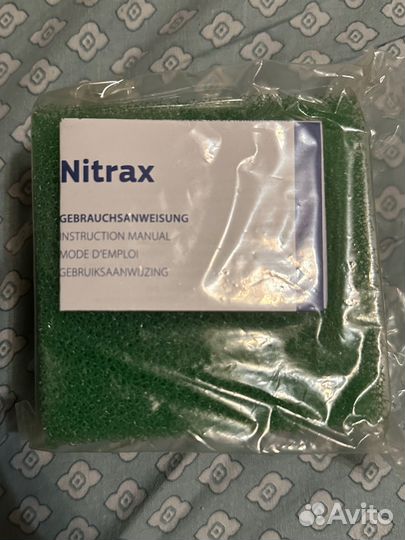 Nitrax
GEBRAUCHSANWEISUNG
INSTRUCTION MANUAL
MODE D'EMPLOI
GEBRUIKSAANWIJZING
Avito